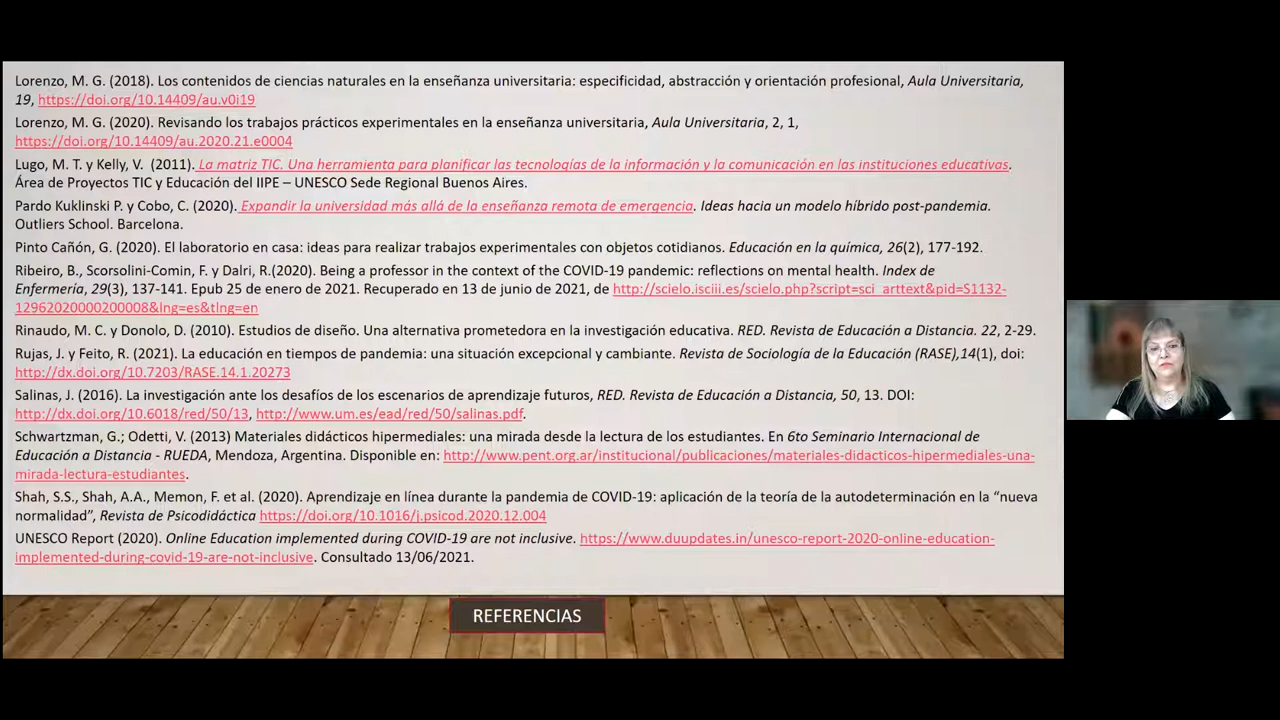 Lorenzo, M. G. (2018). Los contenidos de ciencias naturales en la enseñanza universitaria: especificidad, abstracción y orientación profesional, Aula Universitaria,
19, https://doi.org/10.14409/au.v0i19
Lorenzo, M. G. (2020). Revisando los trabajos prácticos experimentales en la enseñanza universitaria, Aula Universitaria, 2, 1,
https://doi.org/10.14409/au.2020.21.e0004
Lugo, M. T. y Kelly, V. (2011). La matriz TIC. Una herramienta para planificar las tecnologías de la información y la comunicación en las instituciones educativas.
Área de Proyectos TIC y Educación del IIPE – UNESCO Sede Regional Buenos Aires.
Pardo Kuklinski P. y Cobo, C. (2020). Expandir la universidad más allá de la enseñanza remota de emergencia. Ideas hacia un modelo híbrido post-pandemia.
Outliers School. Barcelona.
Pinto Cañón, G. (2020). El laboratorio en casa: ideas para realizar trabajos experimentales con objetos cotidianos. Educación en la química, 26(2), 177-192.
Ribeiro, B., Scorsolini-Comin, F. y Dalri, R.(2020). Being a professor in the context of the COVID-19 pandemic: reflections on mental health. Index de
Enfermería, 29(3), 137-141. Epub 25 de enero de 2021. Recuperado en 13 de junio de 2021, de http://scielo.isciii.es/scielo.php?script=sci_arttext&pid=S1132-
12962020000200008&lng=es&tlng=en
Rinaudo, M. C. y Donolo, D. (2010). Estudios de diseño. Una alternativa prometedora en la investigación educativa. RED. Revista de Educación a Distancia. 22, 2-29.
Rujas, J. y Feito, R. (2021). La educación en tiempos de pandemia: una situación excepcional y cambiante. Revista de Sociología de la Educación (RASE),14(1), doi:
http://dx.doi.org/10.7203/RASE.14.1.20273
Salinas, J. (2016). La investigación ante los desafíos de los escenarios de aprendizaje futuros, RED. Revista de Educación a Distancia, 50, 13. DOI:
http://dx.doi.org/10.6018/red/50/13, http://www.um.es/ead/red/50/salinas.pdf.
Schwartzman, G.; Odetti, V. (2013) Materiales didácticos hipermediales: una mirada desde la lectura de los estudiantes. En 6to Seminario Internacional de
Educación a Distancia - RUEDA, Mendoza, Argentina. Disponible en: http://www.pent.org.ar/institucional/publicaciones/materiales-didacticos-hipermediales-una-
mirada-lectura-estudiantes.
Shah, S.S., Shah, A.A., Memon, F. et al. (2020). Aprendizaje en línea durante la pandemia de COVID-19: aplicación de la teoría de la autodeterminación en la “nueva
normalidad”, Revista de Psicodidáctica https://doi.org/10.1016/j.psicod.2020.12.004
UNESCO Report (2020). Online Education implemented during COVID-19 are not inclusive. https://www.duupdates.in/unesco-report-2020-online-education-
implemented-during-covid-19-are-not-inclusive. Consultado 13/06/2021.
REFERENCIAS